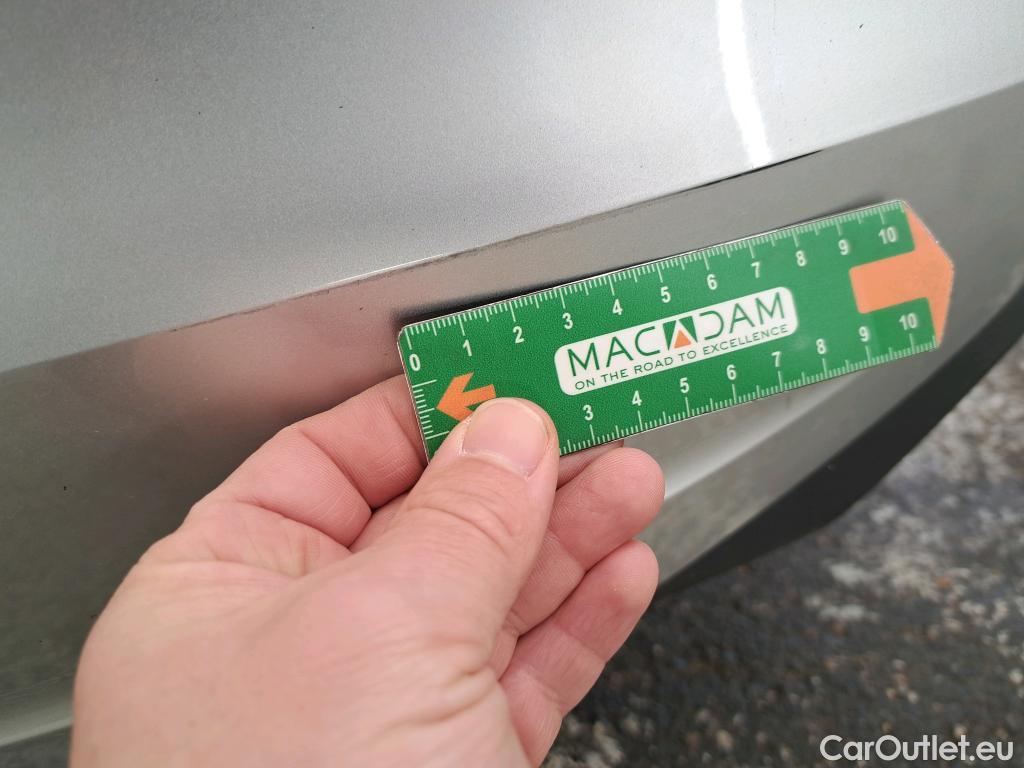 0 1 2 3 4 5 6 7 8 9 10
MACADAM
ON THE ROAD TO EXCELLENCE
3 4 5 6 7 8 9 10
CarOutlet.eu